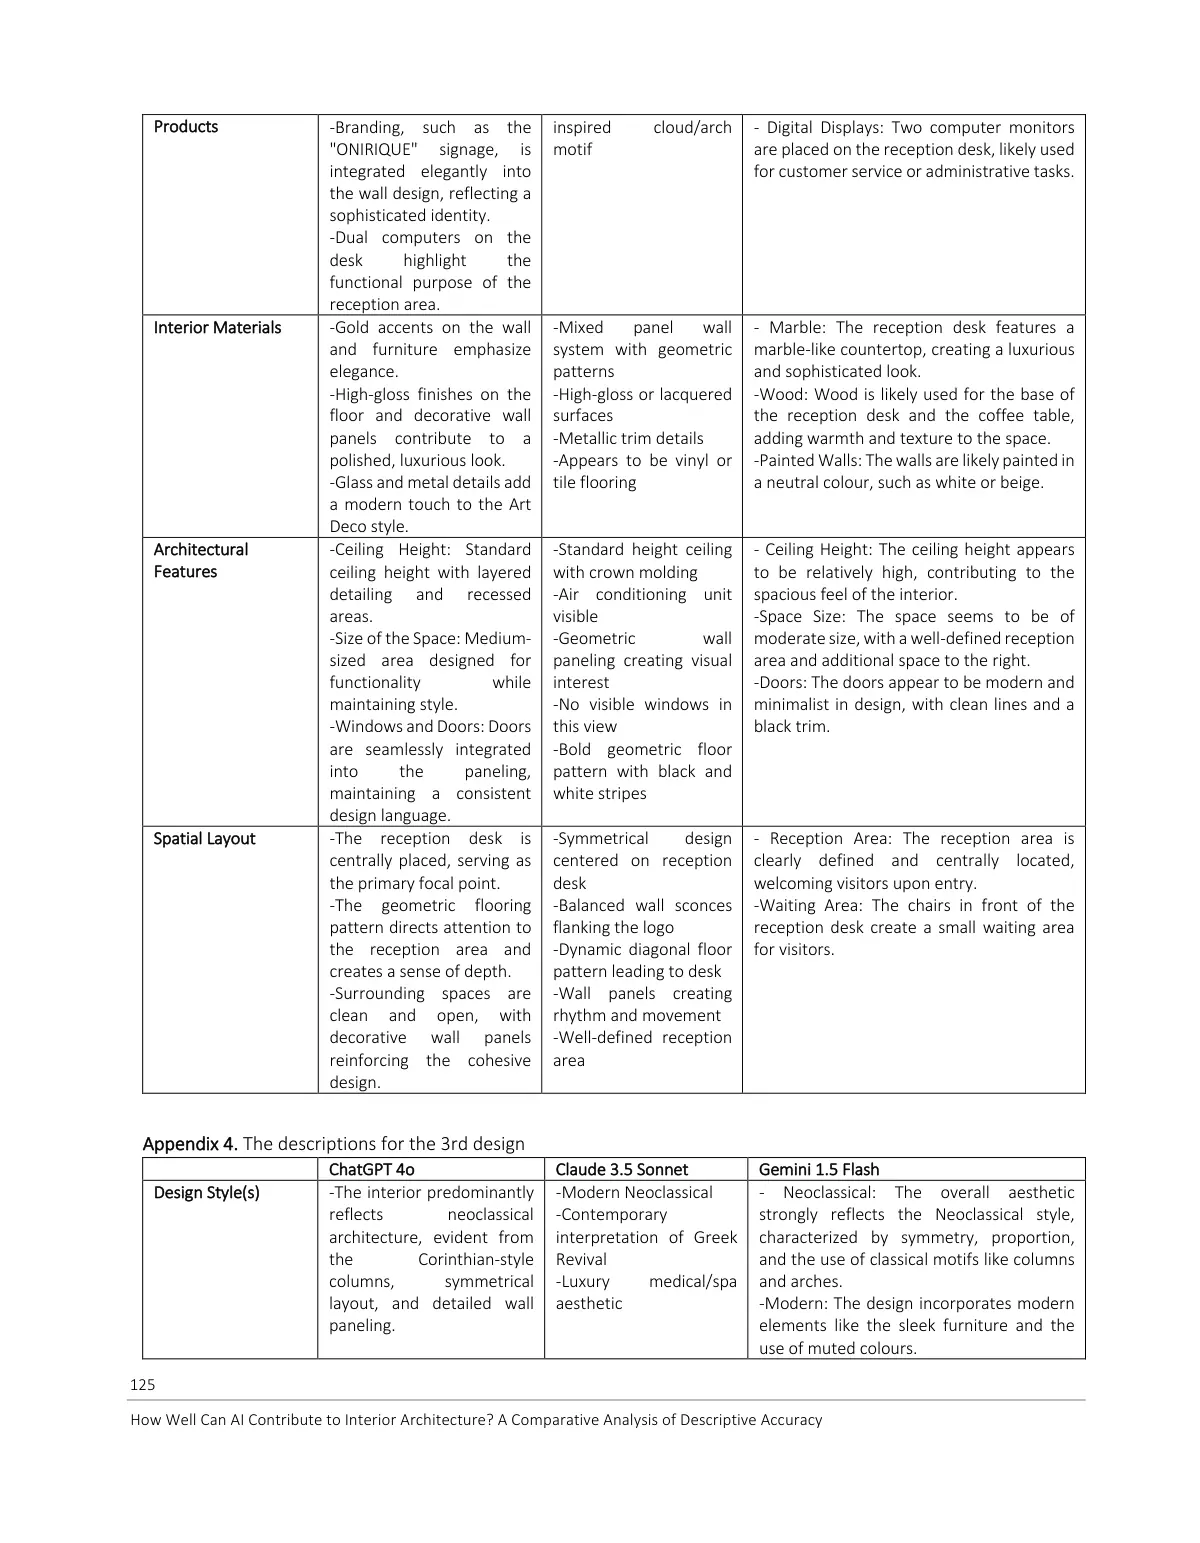 Products
-Branding, such as the
"ONIRIQUE" signage, is
integrated elegantly into
the wall design, reflecting a
sophisticated identity.
-Dual computers on the
desk highlight the
functional purpose of the
reception area.
inspired cloud/arch
motif
- Digital Displays: Two computer monitors
are placed on the reception desk, likely used
for customer service or administrative tasks.
Interior Materials
-Gold accents on the wall
and furniture emphasize
elegance.
-High-gloss finishes on the
floor and decorative wall
panels contribute to a
polished, luxurious look.
-Glass and metal details add
a modern touch to the Art
Deco style.
-Mixed panel wall
system with geometric
patterns
-High-gloss or lacquered
surfaces
-Metallic trim details
-Appears to be vinyl or
tile flooring
- Marble: The reception desk features a
marble-like countertop, creating a luxurious
and sophisticated look.
-Wood: Wood is likely used for the base of
the reception desk and the coffee table,
adding warmth and texture to the space.
-Painted Walls: The walls are likely painted in
a neutral colour, such as white or beige.
Architectural
Features
-Ceiling Height: Standard
ceiling height with layered
detailing and recessed
areas.
-Size of the Space: Medium-
sized area designed for
functionality while
maintaining style.
-Windows and Doors: Doors
are seamlessly integrated
into the paneling,
maintaining a consistent
design language.
-Standard height ceiling
with crown molding
-Air conditioning unit
visible
-Geometric wall
paneling creating visual
interest
-No visible windows in
this view
-Bold geometric floor
pattern with black and
white stripes
- Ceiling Height: The ceiling height appears
to be relatively high, contributing to the
spacious feel of the interior.
-Space Size: The space seems to be of
moderate size, with a well-defined reception
area and additional space to the right.
-Doors: The doors appear to be modern and
minimalist in design, with clean lines and a
black trim.
Spatial Layout
-The reception desk is
centrally placed, serving as
the primary focal point.
-The geometric flooring
pattern directs attention to
the reception area and
creates a sense of depth.
-Surrounding spaces are
clean and open, with
decorative wall panels
reinforcing the cohesive
design.
-Symmetrical design
centered on reception
desk
-Balanced wall sconces
flanking the logo
-Dynamic diagonal floor
pattern leading to desk
-Wall panels creating
rhythm and movement
-Well-defined reception
area
- Reception Area: The reception area is
clearly defined and centrally located,
welcoming visitors upon entry.
-Waiting Area: The chairs in front of the
reception desk create a small waiting area
for visitors.
Appendix 4. The descriptions for the 3rd design
ChatGPT 4o
Claude 3.5 Sonnet
Gemini 1.5 Flash
Design Style(s)
-The interior predominantly
reflects neoclassical
architecture, evident from
the Corinthian-style
columns, symmetrical
layout, and detailed wall
paneling.
-Modern Neoclassical
-Contemporary
interpretation of Greek
Revival
-Luxury medical/spa
aesthetic
- Neoclassical: The overall aesthetic
strongly reflects the Neoclassical style,
characterized by symmetry, proportion,
and the use of classical motifs like columns
and arches.
-Modern: The design incorporates modern
elements like the sleek furniture and the
use of muted colours.
125
How Well Can AI Contribute to Interior Architecture? A Comparative Analysis of Descriptive Accuracy